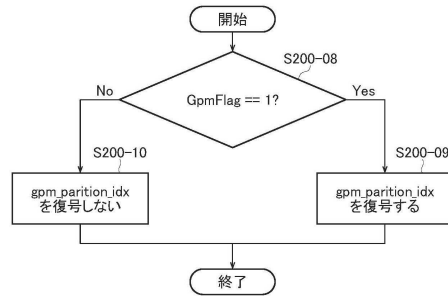 開始
S200-08
GpmFlag == 1?
No
Yes
S200-10
S200-09
gpm_parition_idx
を復号しない
gpm_parition_idx
を復号する
終了